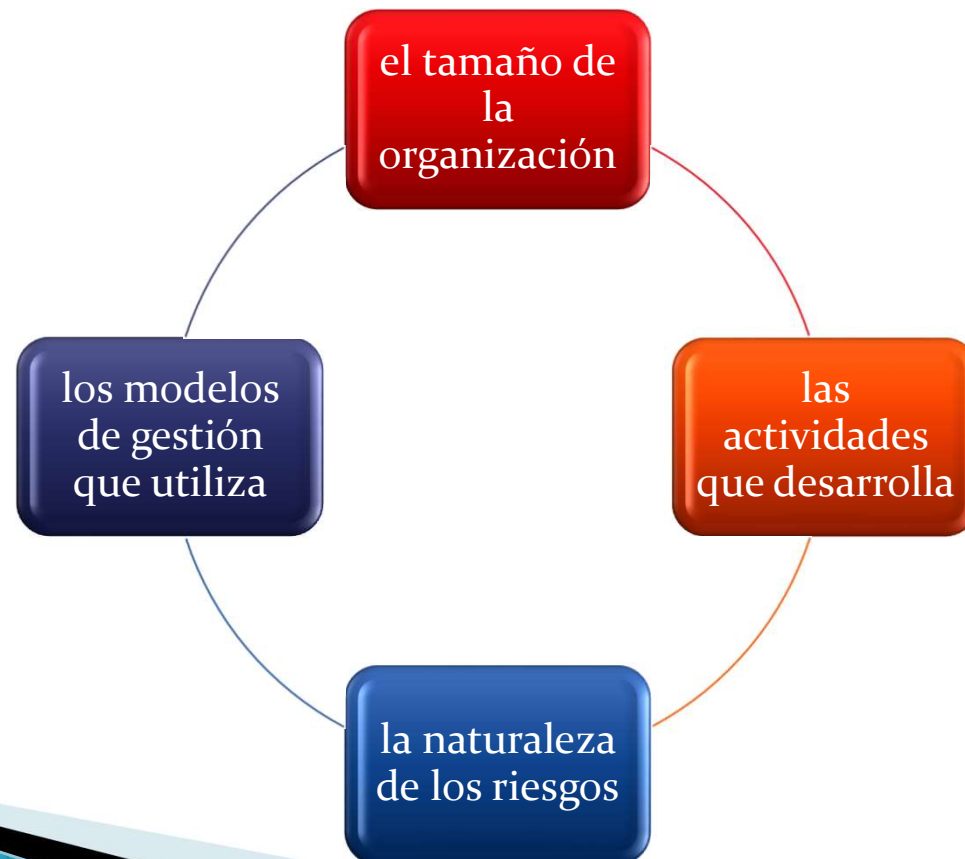 el tamaño de
la
organización
las
actividades
que desarrolla
la naturaleza
de los riesgos
los modelos
de gestión
que utiliza